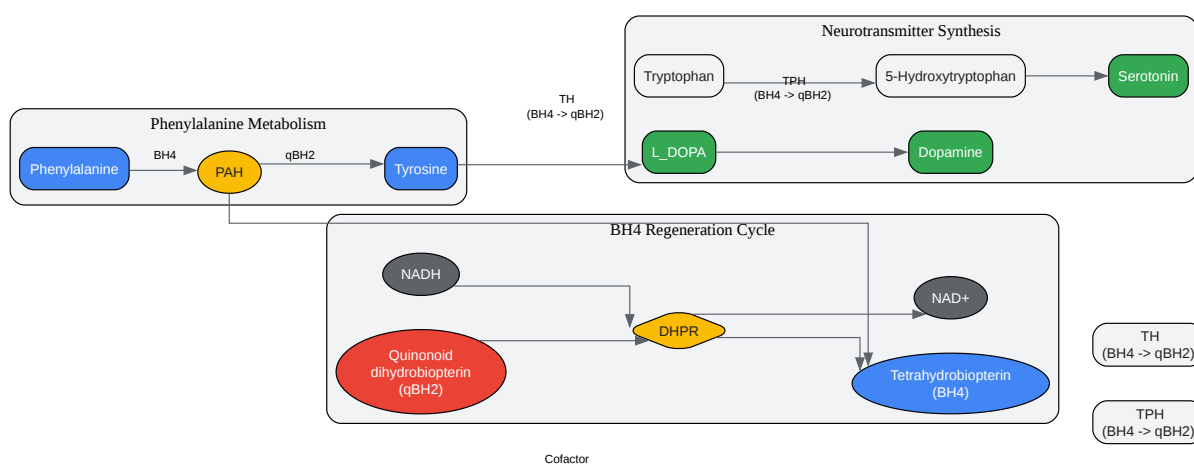 Neurotransmitter Synthesis
Tryptophan
TPH
(BH4 -> qBH2)
5-Hydroxytryptophan
Serotonin
TH
(BH4 -> qBH2)
Phenylalanine Metabolism
Phenylalanine
BH4
PAH
qBH2
Tyrosine
L_DOPA
Dopamine
BH4 Regeneration Cycle
NADH
NAD+
DHPR
Quinonoid
dihydrobiopterin
(qBH2)
Tetrahydrobiopterin
(BH4)
TH
(BH4 -> qBH2)
TPH
(BH4 -> qBH2)
Cofactor